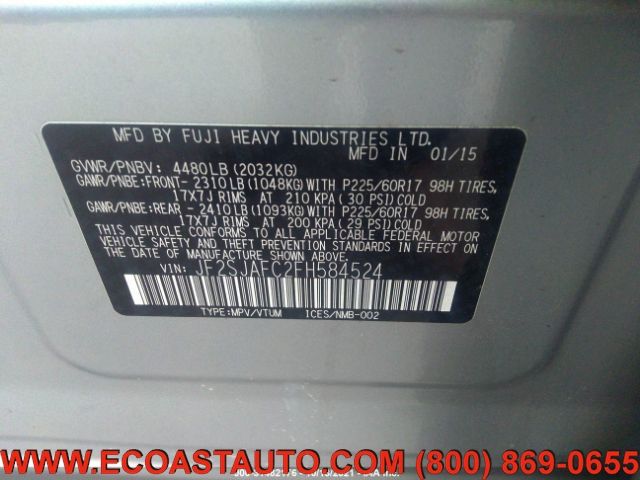 MFD BY FUJI HEAVY INDUSTRIES LTD.
MFD IN 01/15
GVWR/PNBV: 4480LB (2032KG)
GAWR/PNBE: FRONT- 2310LB (1048KG) WITH P225/60R17 98H TIRES,
17X7J RIMS AT 210 KPA (30 PSI) COLD
GAWR/PNBE: REAR - 2410LB (1093KG) WITH P225/60R17 98H TIRES,
17X7J RIMS AT 200 KPA (29 PSI) COLD
THIS VEHICLE CONFORMS TO ALL APPLICABLE FEDERAL MOTOR
VEHICLE SAFETY, BUMPER, AND THEFT PREVENTION STANDARDS IN EFFECT ON
THE DATE OF MANUFACTURE SHOWN ABOVE.
VIN: JF2SJAFC2FH584524
TYPE:MPV/VTUM ICES/NMB-002
WWW.ECOASTAUTO.COM (800) 869-0655